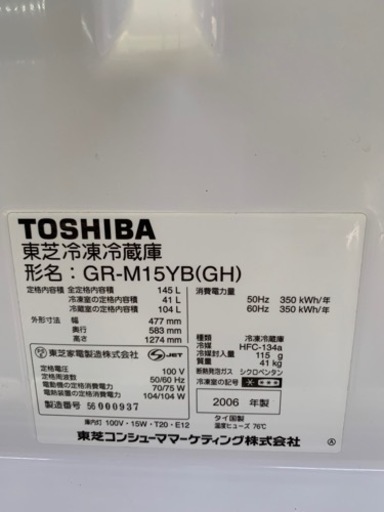 TOSHIBA
東芝冷凍冷蔵庫
形名：GR-M15YB(GH)
定格内容積 全定格内容積 145 L
冷凍室の定格内容積 41 L
冷蔵室の定格内容積 104 L
外形寸法 幅 477 mm
奥行 583 mm
高さ 1274 mm
東芝家電製造株式会社 S-JET
定格電圧 100 V
定格周波数 50/60 Hz
電動機の定格消費電力 70/75 W
電熱装置の定格消費電力 104/104 W
製造番号 56000937
消費電力量
50Hz 350 kWh/年
60Hz 350 kWh/年
種類 冷凍冷蔵庫
冷媒 HFC-134a
冷媒封入量 115 g
質量 41 kg
断熱発泡ガス シクロペンタン
冷凍室の記号
2006 年製
タイ国製
温度ヒューズ 76℃
庫内灯 100V・15W・T20・E12
東芝コンシューママーケティング株式会社
Ⓐ